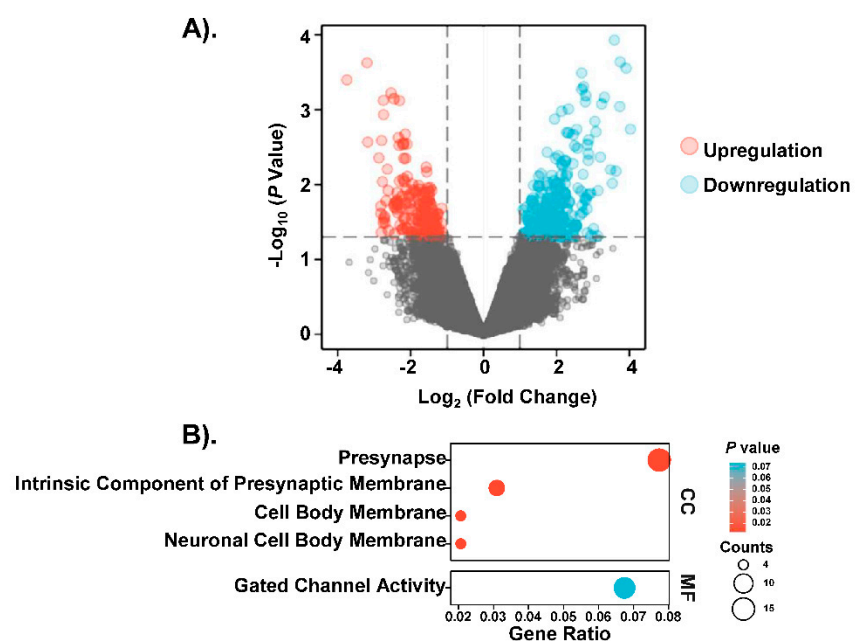 A).
4
3
2
1
0
-Log10 (P Value)
-4
-2
0
2
4
Log2 (Fold Change)
Upregulation
Downregulation
B).
Presynapse
Intrinsic Component of Presynaptic Membrane
Cell Body Membrane
Neuronal Cell Body Membrane
CC
Gated Channel Activity
MF
0.02 0.03 0.04 0.05 0.06 0.07 0.08
Gene Ratio
P value
0.07
0.06
0.05
0.04
0.03
0.02
Counts
4
10
15